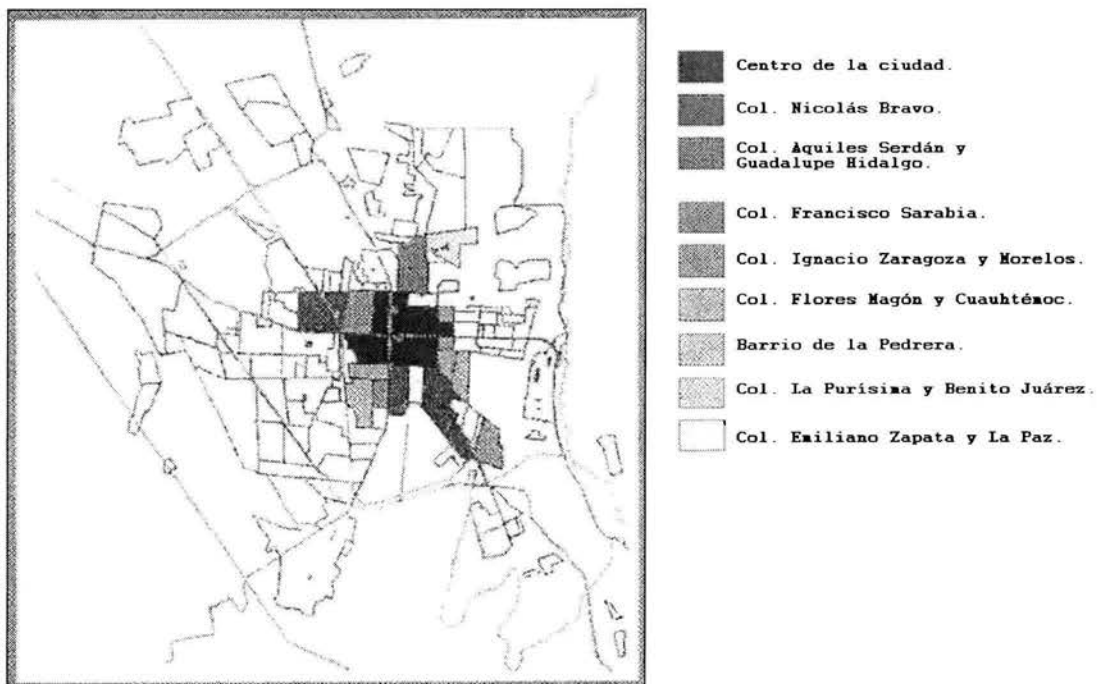 Centro de la ciudad.
Col. Nicolás Bravo.
Col. Aquiles Serdán y
Guadalupe Hidalgo.
Col. Francisco Sarabia.
Col. Ignacio Zaragoza y Morelos.
Col. Flores Magón y Cuauhtémoc.
Barrio de la Pedrera.
Col. La Purísima y Benito Juárez.
Col. Emiliano Zapata y La Paz.